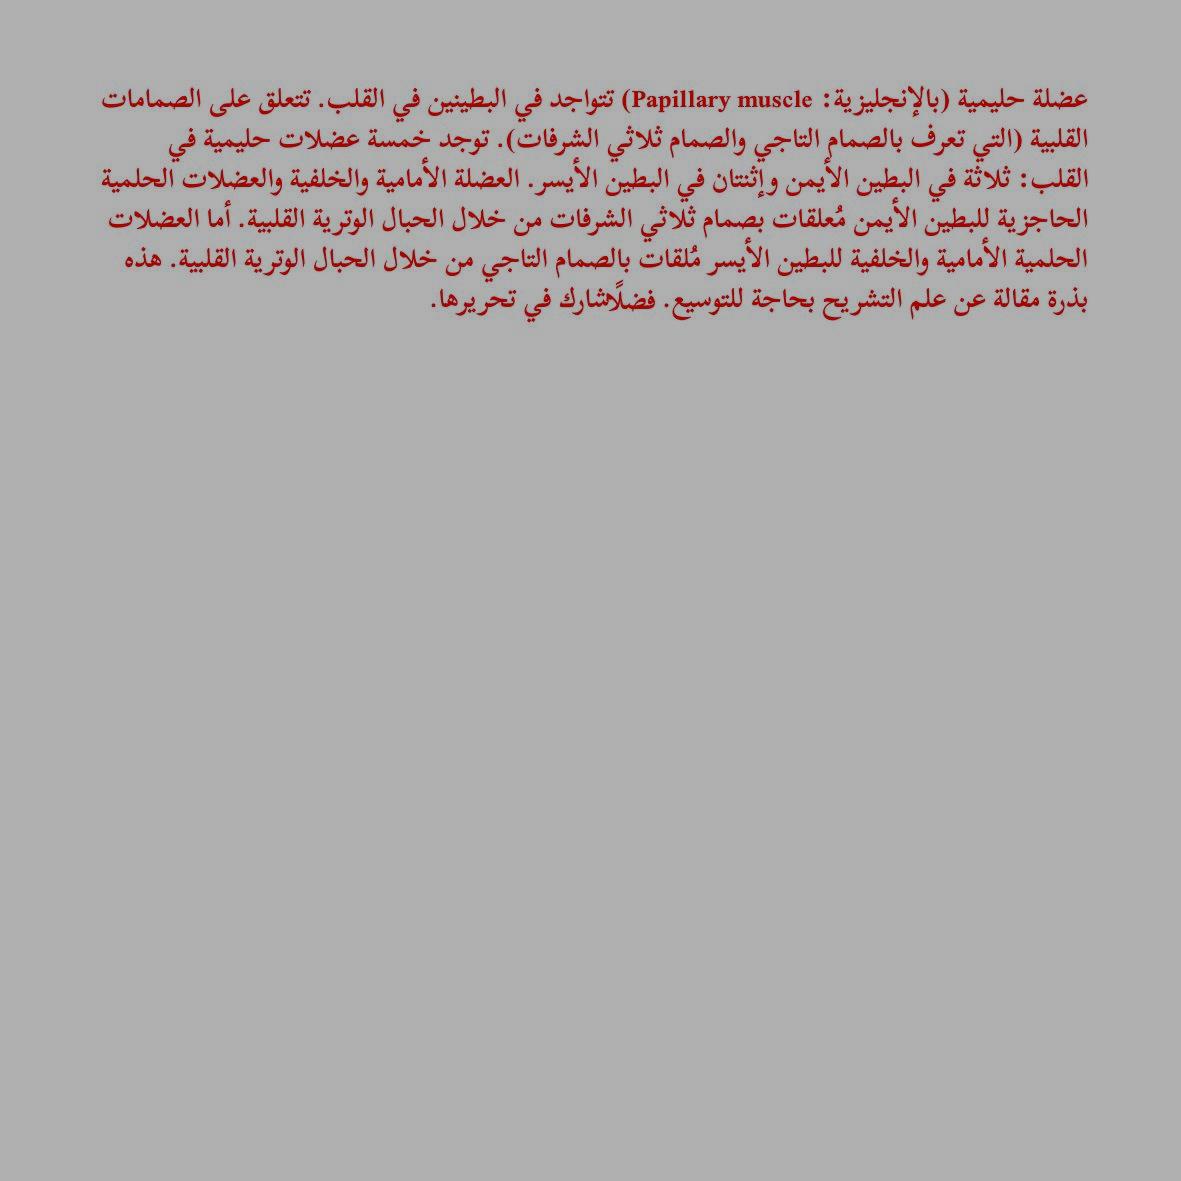 عضلة حليمية (بالإنجليزية: Papillary muscle) تتواجد في البطينين في القلب. تتعلق على الصمامات
القلبية (التي تعرف بالصمام التاجي والصمام ثلاثي الشرفات). توجد خمسة عضلات حليمية في
القلب: ثلاثة في البطين الأيمن وإثنتان في البطين الأيسر. العضلة الأمامية والخلفية والعضلات الحلمية
الحاجزية للبطين الأيمن مُعلقات بصمام ثلاثي الشرفات من خلال الحبال الوترية القلبية. أما العضلات
الحلمية الأمامية والخلفية للبطين الأيسر مُلقات بالصمام التاجي من خلال الحبال الوترية القلبية. هذه
بذرة مقالة عن علم التشريح بحاجة للتوسيع. فضلًاشارك في تحريرها.